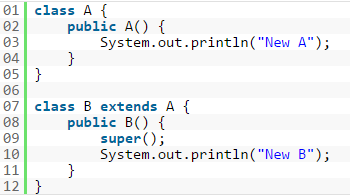 01 class A {
02     public A() {
03         System.out.println("New A");
04     }
05 }
06
07 class B extends A {
08     public B() {
09         super();
10         System.out.println("New B");
11     }
12 }